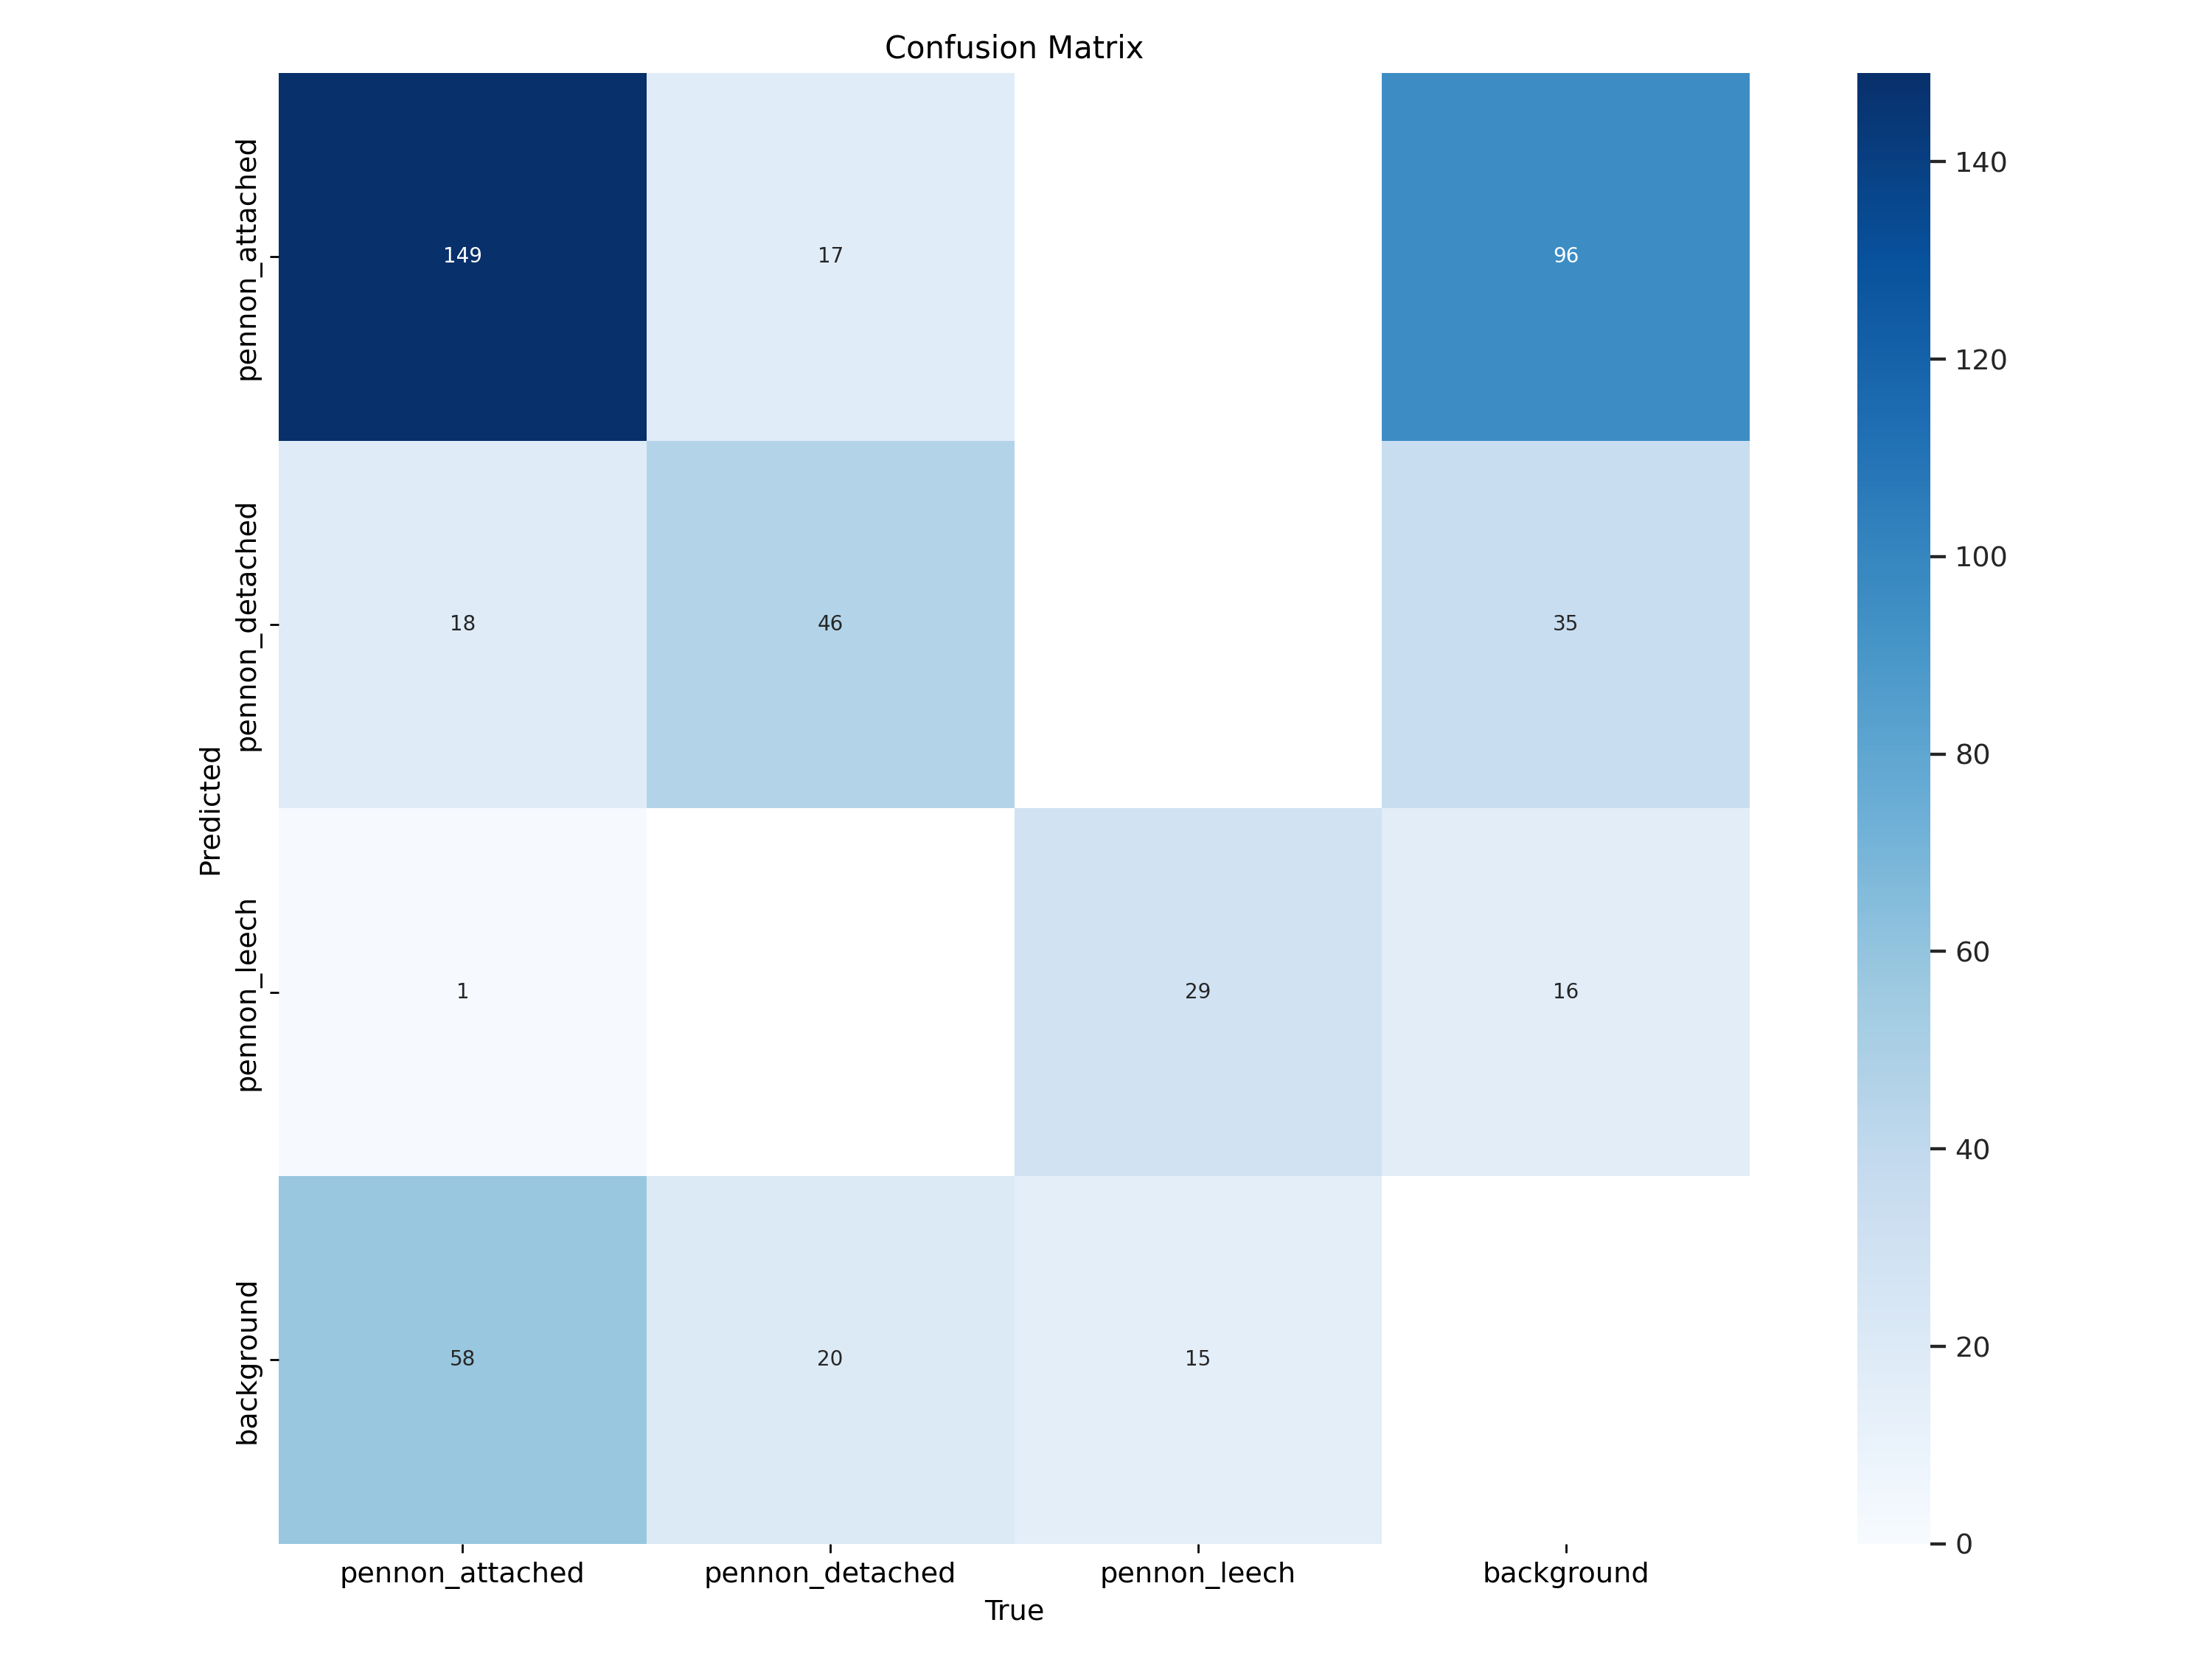 Confusion Matrix
pennon_attached
149
17
96
pennon_detached
18
46
35
pennon_leech
1
29
16
background
58
20
15
Predicted
pennon_attached
pennon_detached
pennon_leech
background
True
140
120
100
80
60
40
20
0